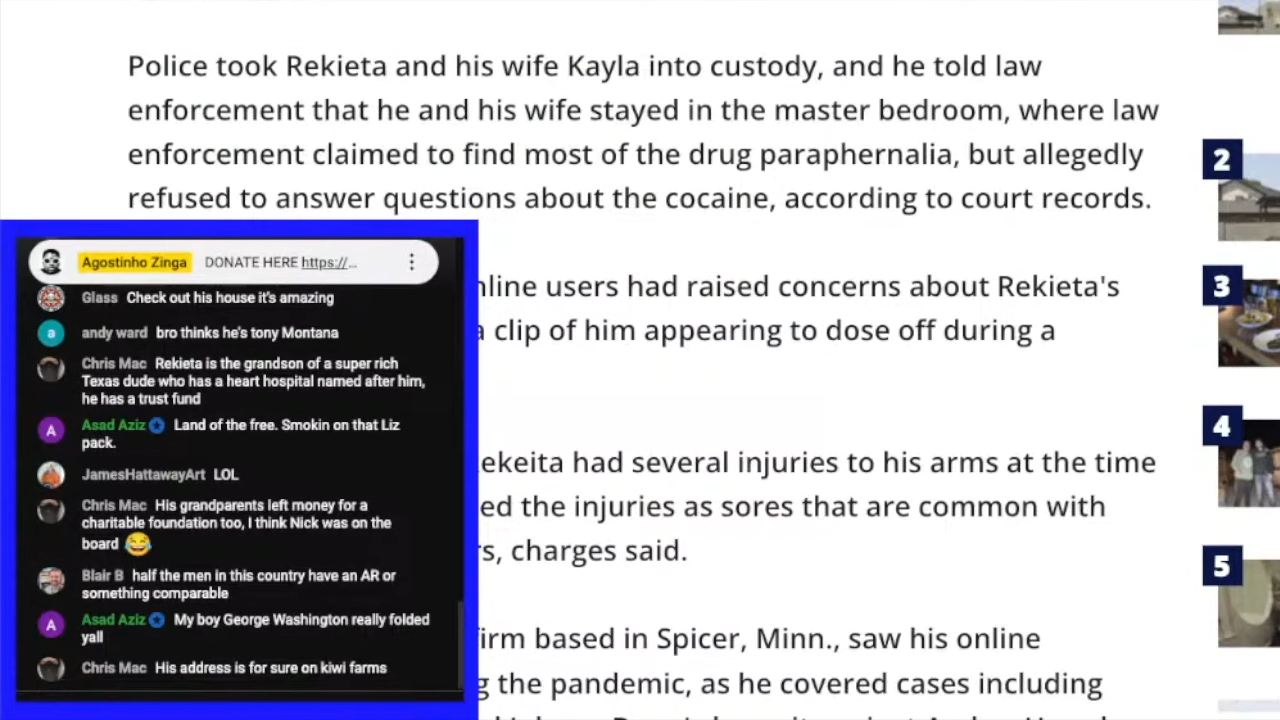 Police took Rekieta and his wife Kayla into custody, and he told law
enforcement that he and his wife stayed in the master bedroom, where law
enforcement claimed to find most of the drug paraphernalia, but allegedly
refused to answer questions about the cocaine, according to court records.
online users had raised concerns about Rekieta's
a clip of him appearing to dose off during a
Rekeita had several injuries to his arms at the time
ed the injuries as sores that are common with
rs, charges said.
firm based in Spicer, Minn., saw his online
g the pandemic, as he covered cases including
Agostinho Zinga DONATE HERE https://...
Glass Check out his house it's amazing
a andy ward bro thinks he's tony Montana
Chris Mac Rekieta is the grandson of a super rich
Texas dude who has a heart hospital named after him,
he has a trust fund
A Asad Aziz Land of the free. Smokin on that Liz
pack.
JamesHattawayArt LOL
Chris Mac His grandparents left money for a
charitable foundation too, I think Nick was on the
board 😂
Blair B half the men in this country have an AR or
something comparable
A Asad Aziz My boy George Washington really folded
yall
Chris Mac His address is for sure on kiwi farms
2
3
4
5